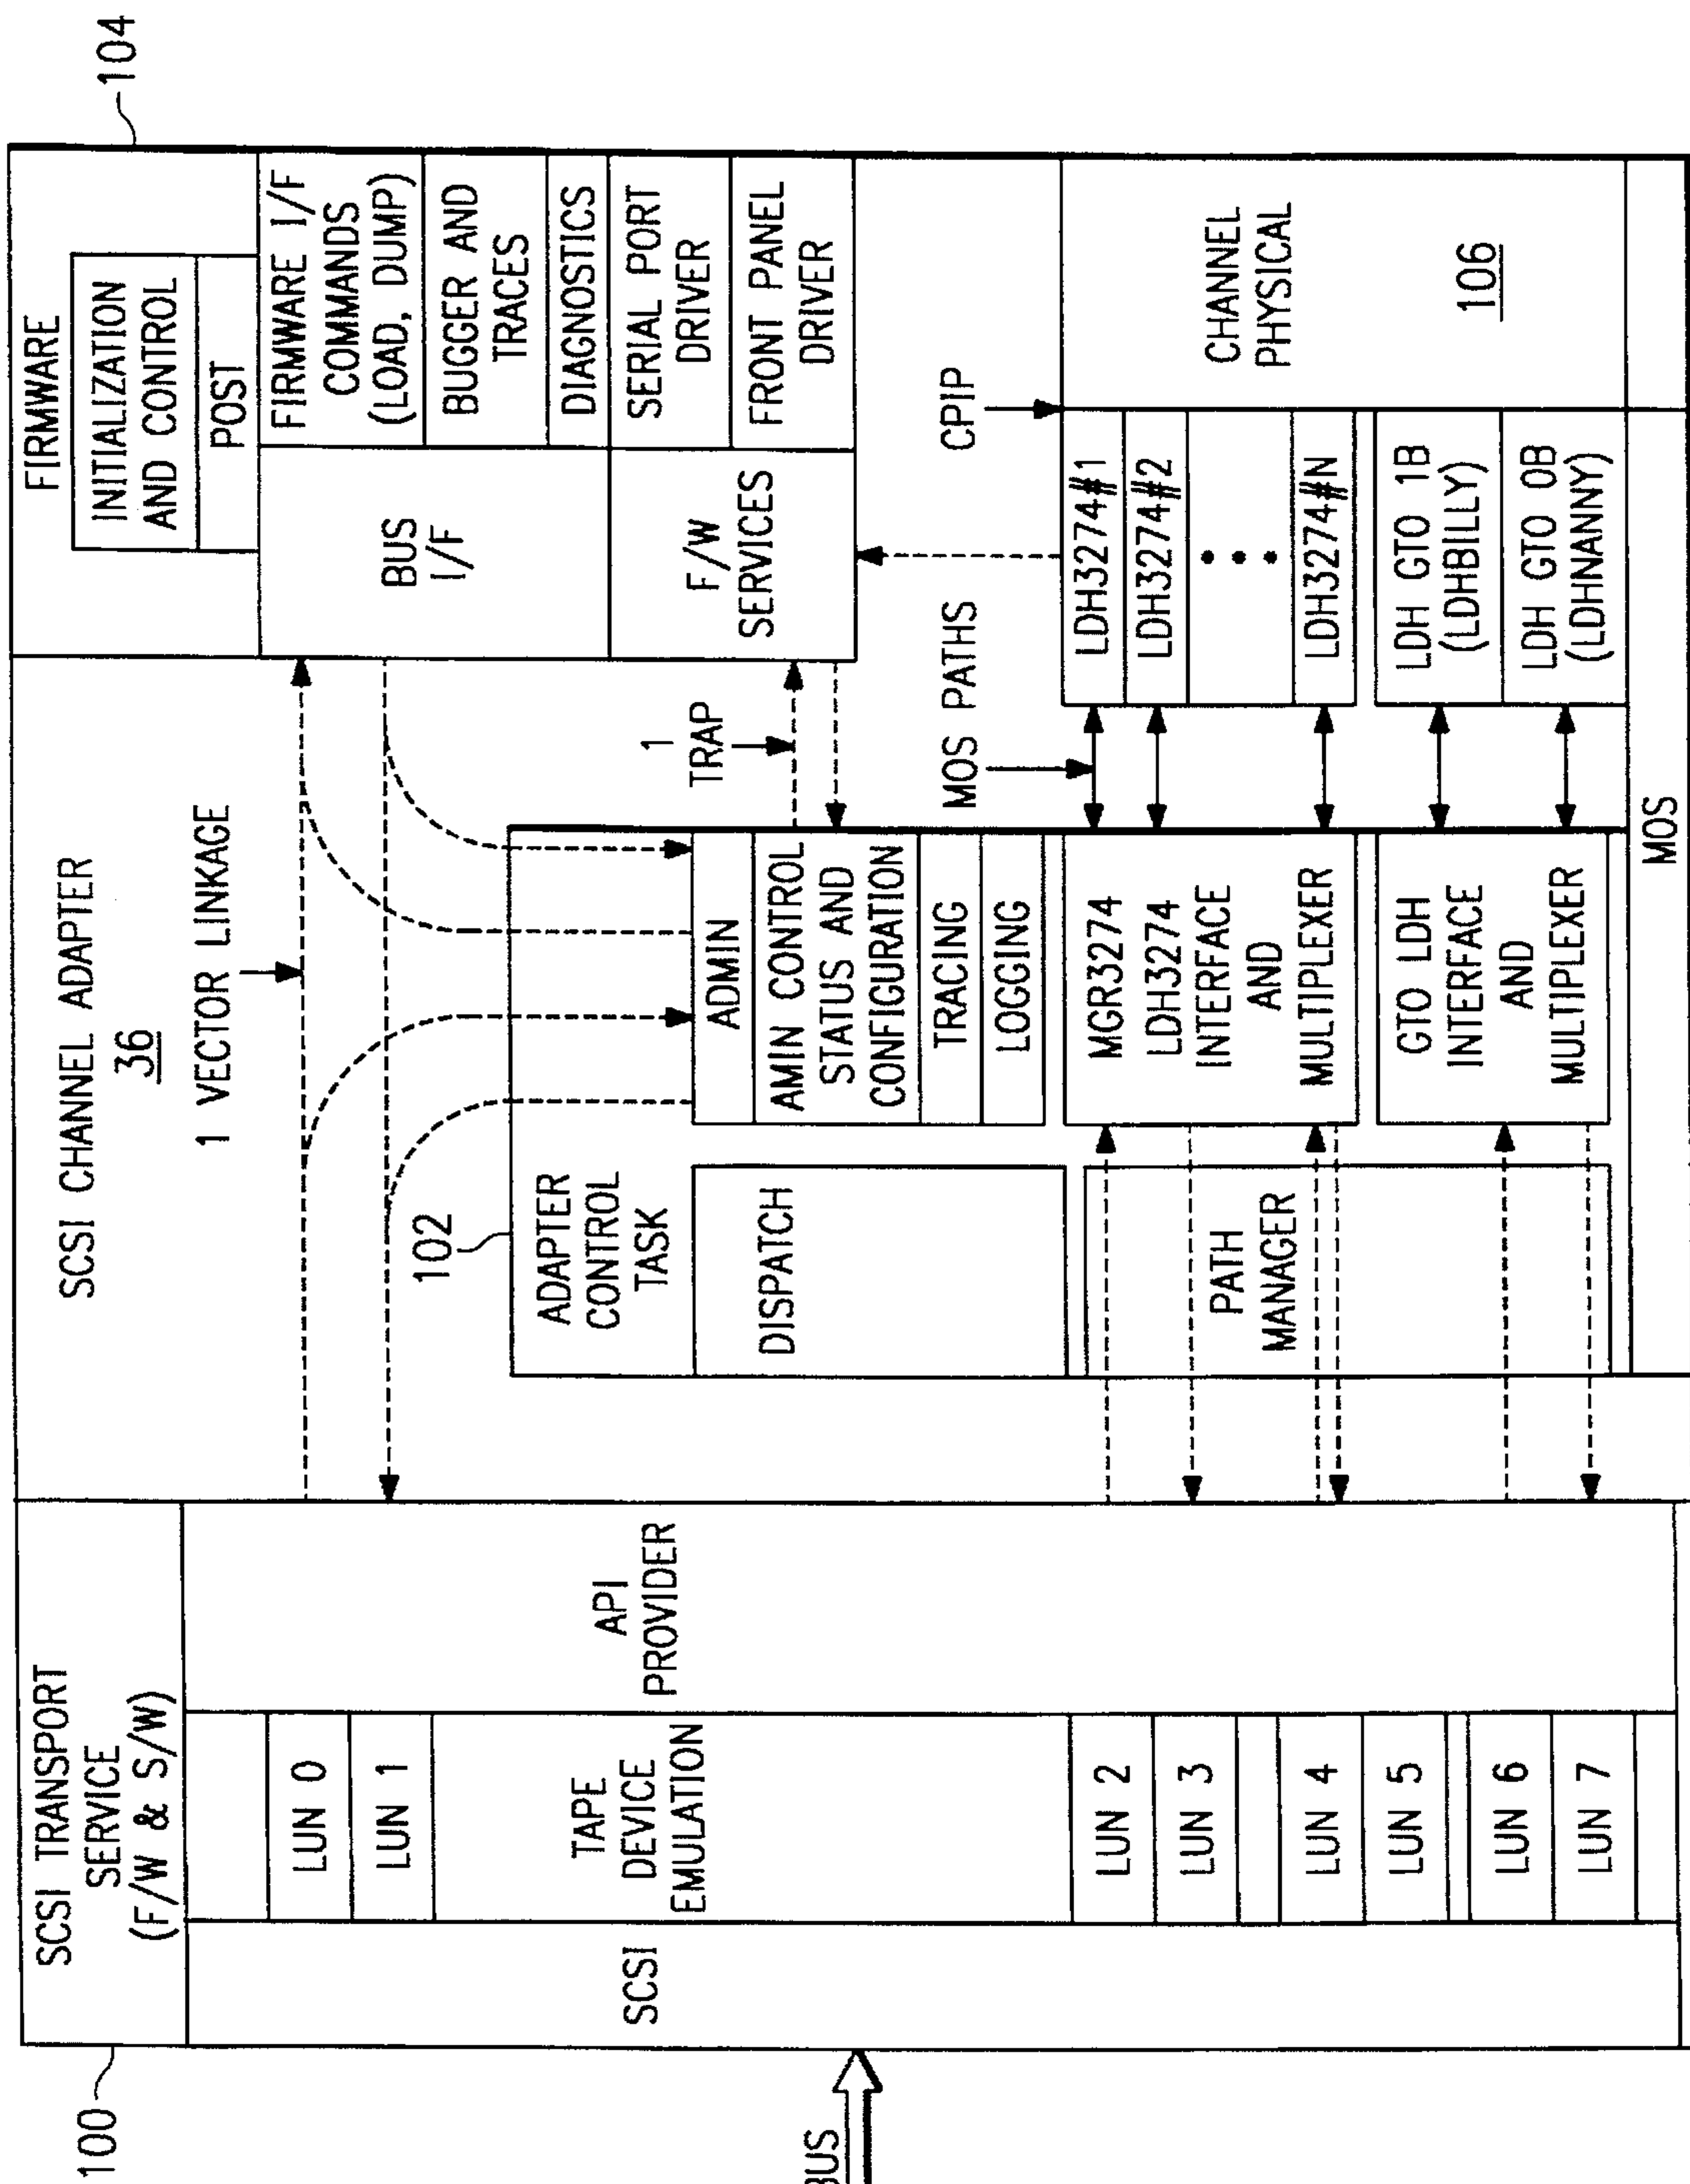 100
SCSI TRANSPORT
SERVICE
(F/W & S/W)
SCSI
LUN 0
LUN 1
TAPE
DEVICE
EMULATION
LUN 2
LUN 3
LUN 4
LUN 5
LUN 6
LUN 7
API
PROVIDER
BUS
SCSI CHANNEL ADAPTER
36
1 VECTOR LINKAGE
102
ADAPTER
CONTROL
TASK
DISPATCH
PATH
MANAGER
ADMIN
AMIN CONTROL
STATUS AND
CONFIGURATION
TRACING
LOGGING
MGR3274
LDH3274
INTERFACE
AND
MULTIPLEXER
GTO LDH
INTERFACE
AND
MULTIPLEXER
MOS
1
TRAP
MOS PATHS
CPIP
104
FIRMWARE
INITIALIZATION
AND CONTROL
POST
BUS
I/F
FIRMWARE I/F
COMMANDS
(LOAD, DUMP)
BUGGER AND
TRACES
DIAGNOSTICS
F/W
SERVICES
SERIAL PORT
DRIVER
FRONT PANEL
DRIVER
LDH3274#1
LDH3274#2
• • •
LDH3274#N
LDH GTO 1B
(LDHBILLY)
LDH GTO 0B
(LDHNANNY)
CHANNEL
PHYSICAL
106